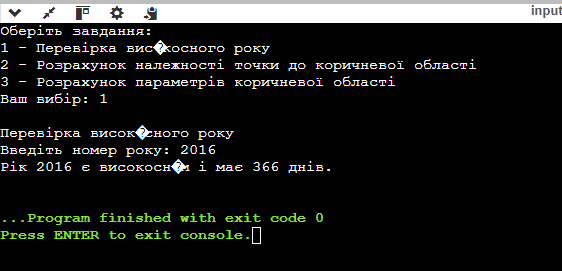 input
Оберіть завдання:
1 - Перевірка вис�косного року
2 - Розрахунок належності точки до коричневої області
3 - Розрахунок параметрів коричневої області
Ваш вибір: 1
Перевірка висок�сного року
Введіть номер року: 2016
Рік 2016 є високосн�м і має 366 днів.
...Program finished with exit code 0
Press ENTER to exit console.